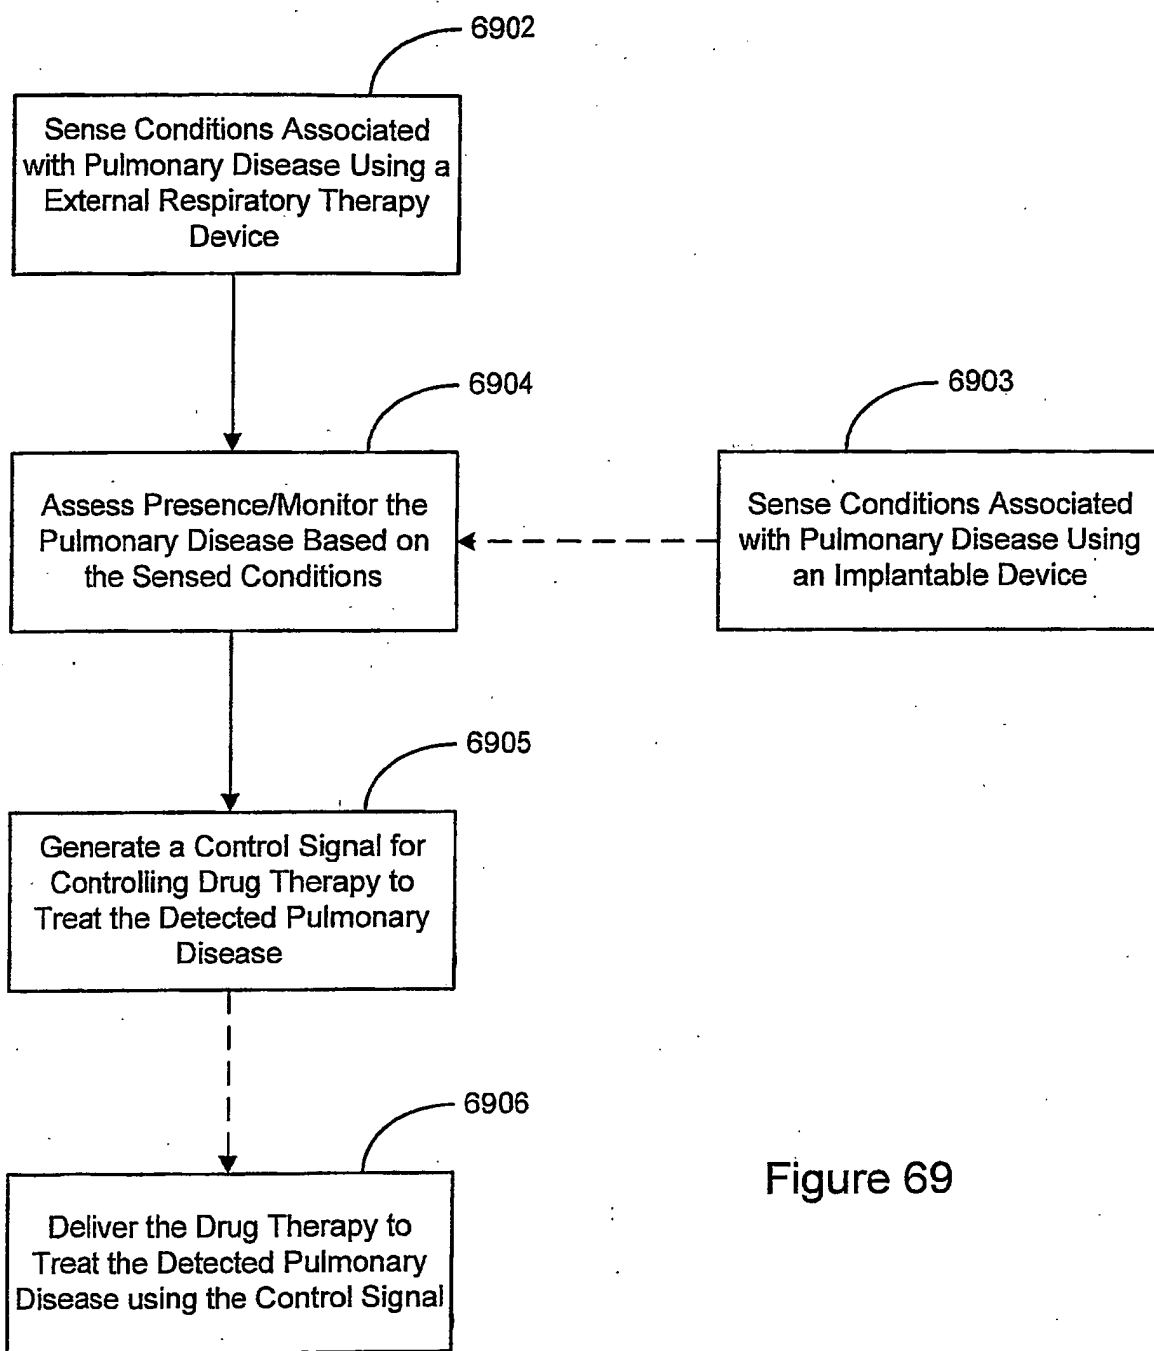 6902
Sense Conditions Associated
with Pulmonary Disease Using a
External Respiratory Therapy
Device
6904
Assess Presence/Monitor the
Pulmonary Disease Based on
the Sensed Conditions
6903
Sense Conditions Associated
with Pulmonary Disease Using
an Implantable Device
6905
Generate a Control Signal for
Controlling Drug Therapy to
Treat the Detected Pulmonary
Disease
6906
Deliver the Drug Therapy to
Treat the Detected Pulmonary
Disease using the Control Signal
Figure 69